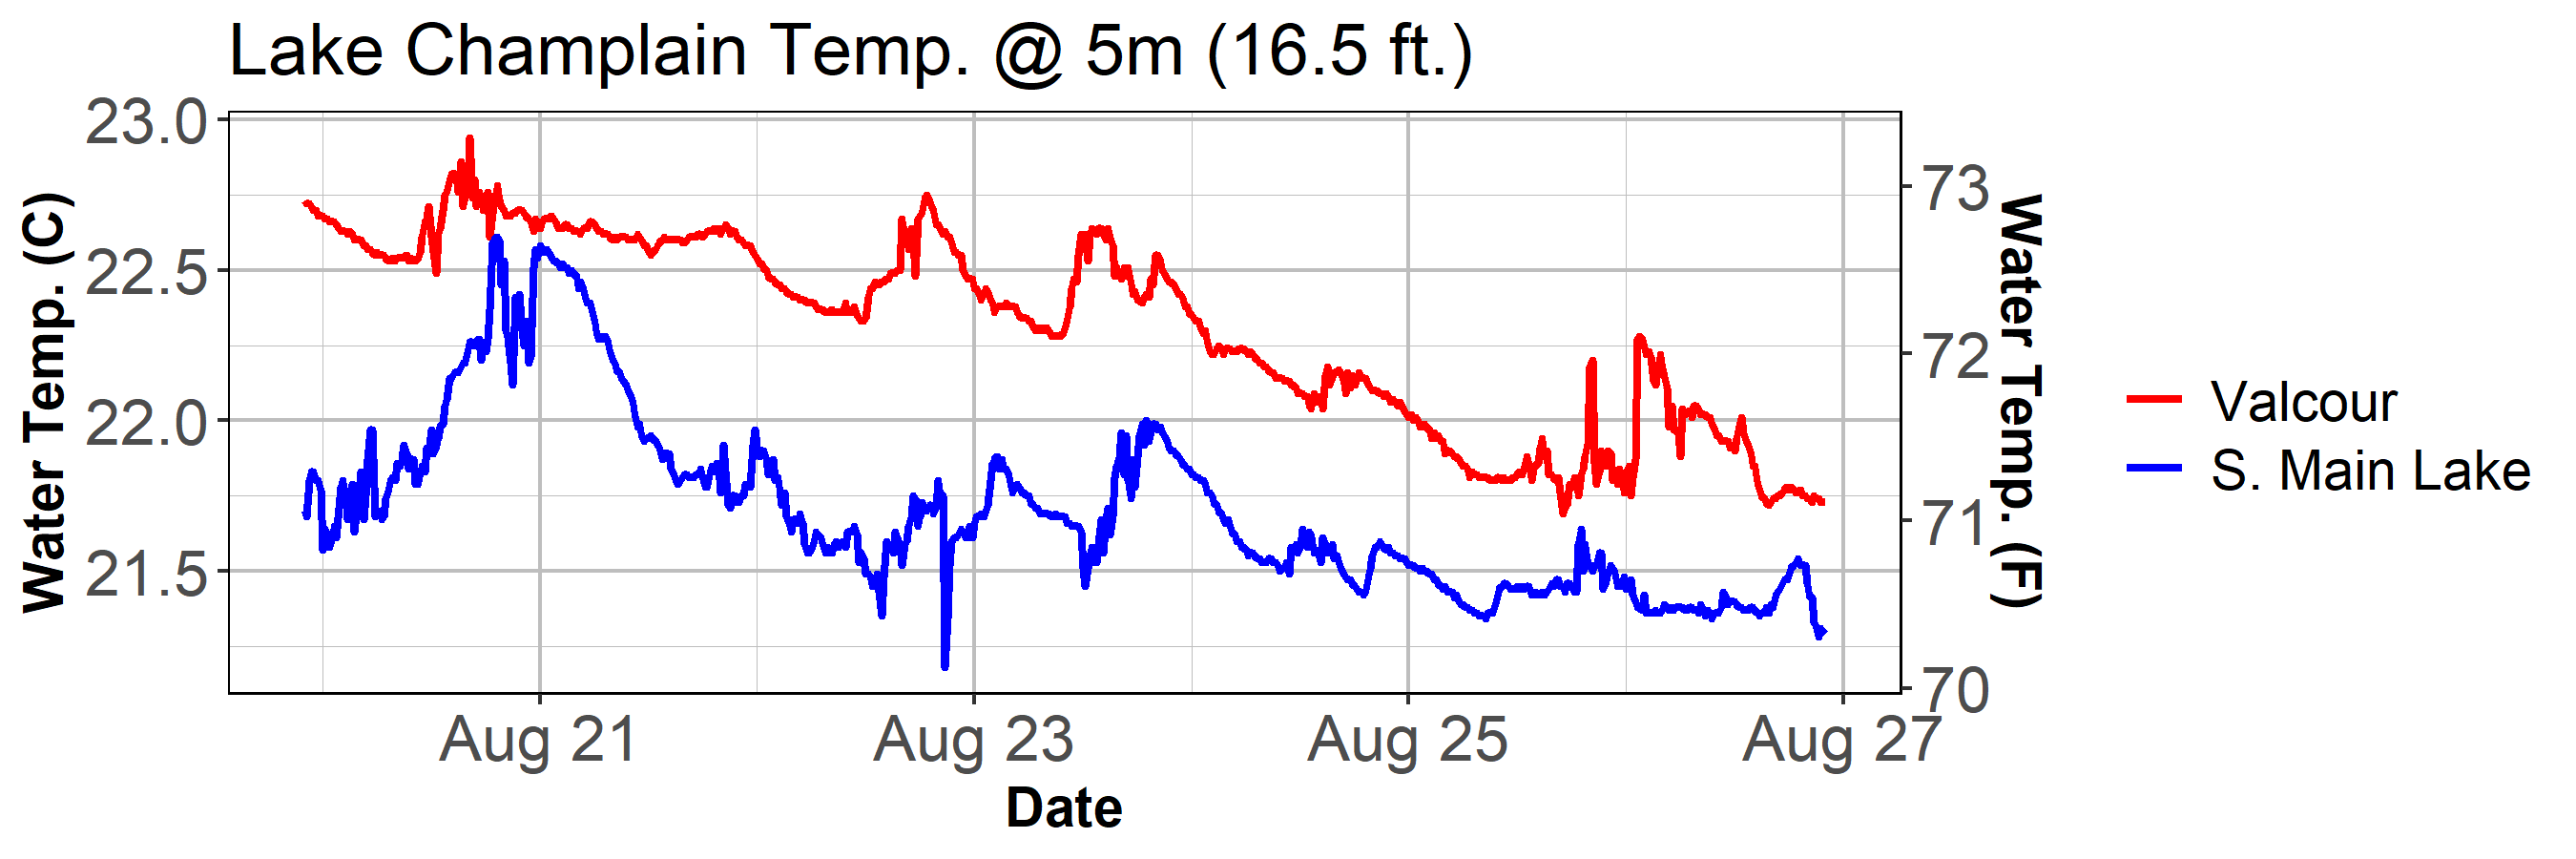 Lake Champlain Temp. @ 5m (16.5 ft.)
Water Temp. (C)
23.0
22.5
22.0
21.5
73
72
71
70
Water Temp. (F)
Aug 21
Aug 23
Aug 25
Aug 27
Date
Valcour
S. Main Lake